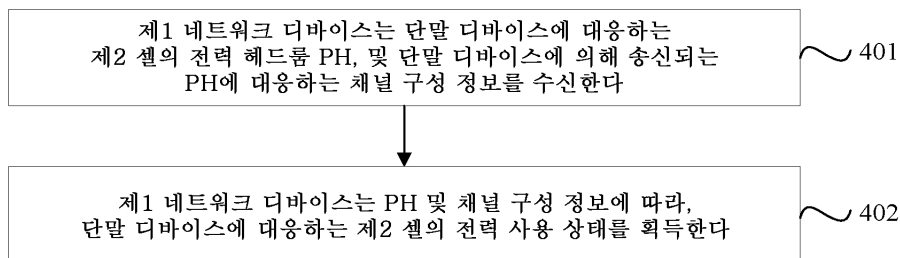 제1 네트워크 디바이스는 단말 디바이스에 대응하는
제2 셀의 전력 헤드룸 PH, 및 단말 디바이스에 의해 송신되는
PH에 대응하는 채널 구성 정보를 수신한다
401
제1 네트워크 디바이스는 PH 및 채널 구성 정보에 따라,
단말 디바이스에 대응하는 제2 셀의 전력 사용 상태를 획득한다
402